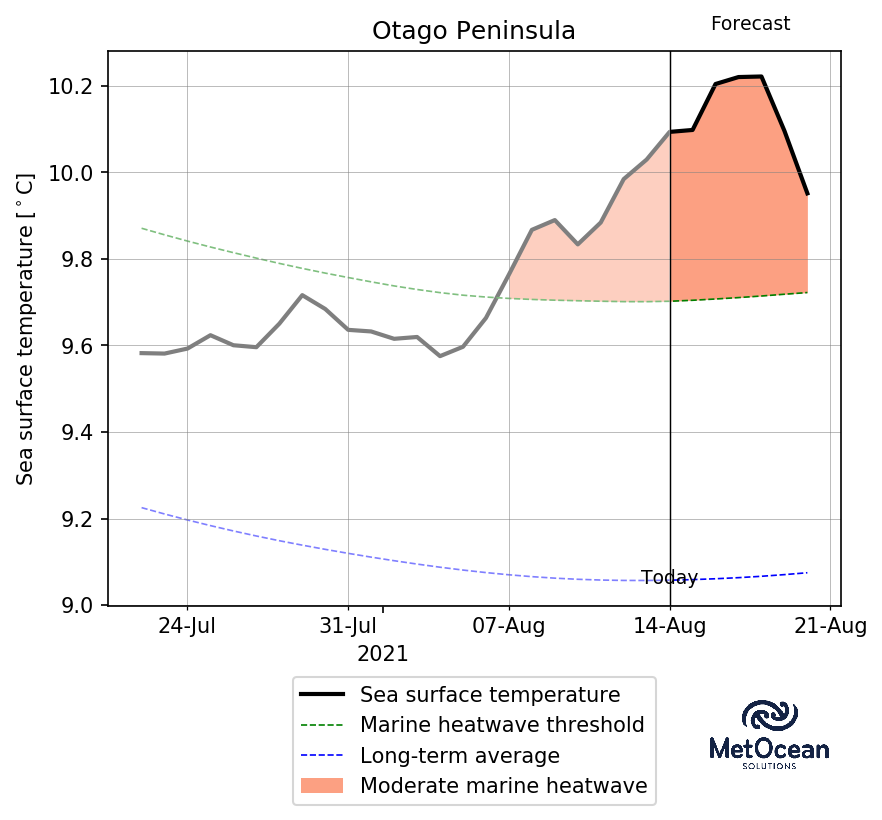 Forecast
Otago Peninsula
Sea surface temperature [°C]
10.2
10.0
9.8
9.6
9.4
9.2
9.0
Today
24-Jul 31-Jul 07-Aug 14-Aug 21-Aug
2021
Sea surface temperature
Marine heatwave threshold
Long-term average
Moderate marine heatwave
MetOcean
SOLUTIONS